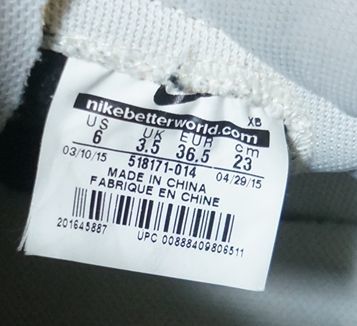 XB
nikebetterworld.com
US UK EUR cm
6 3.5 36.5 23
03/10/15 518171-014 04/29/15
MADE IN CHINA
FABRIQUE EN CHINE
201645887
UPC 00888409806511